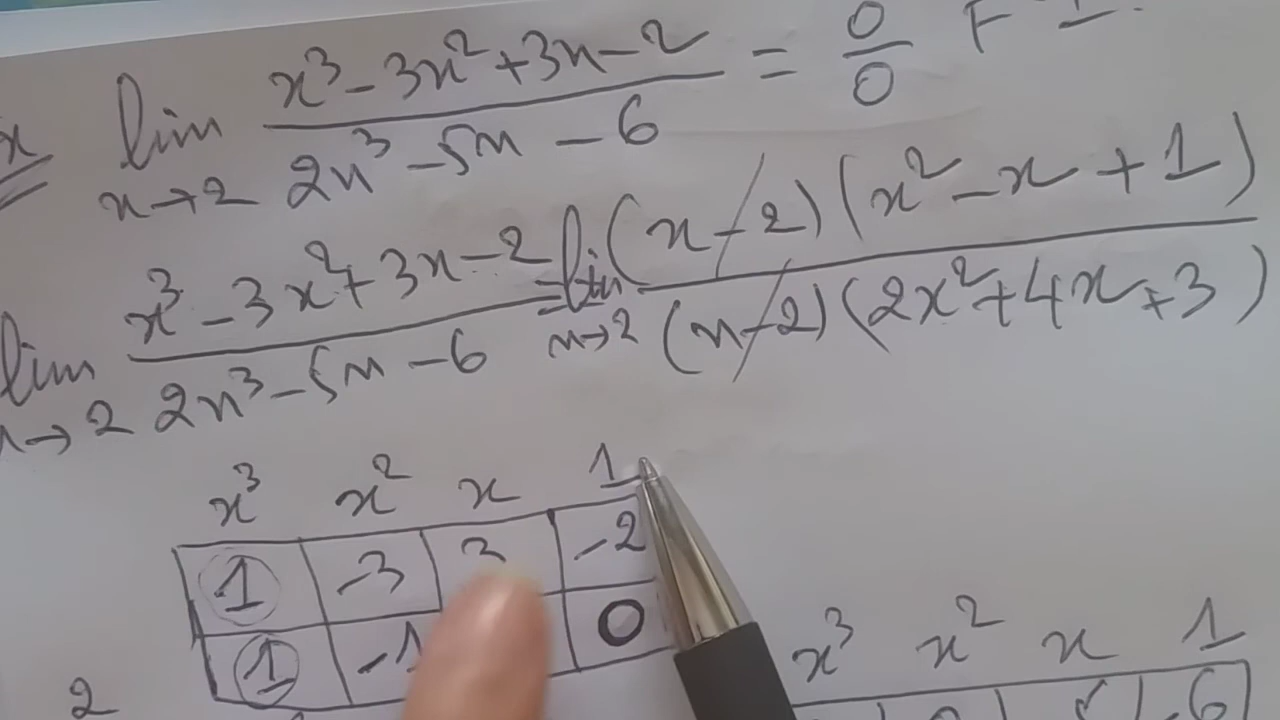 lim x→2 (x³ - 3x² + 3x - 2) / (2x³ - 5x - 6) = 0/0 F I.
lim x→2 (x³ - 3x² + 3x - 2) / (2x³ - 5x - 6) = lim x→2 (x-2)(x² - x + 1) / (x-2)(2x² + 4x + 3)
x³ x² x 1
1 -3 3 -2
2 1 -1 0
x³ x² x 1
-6